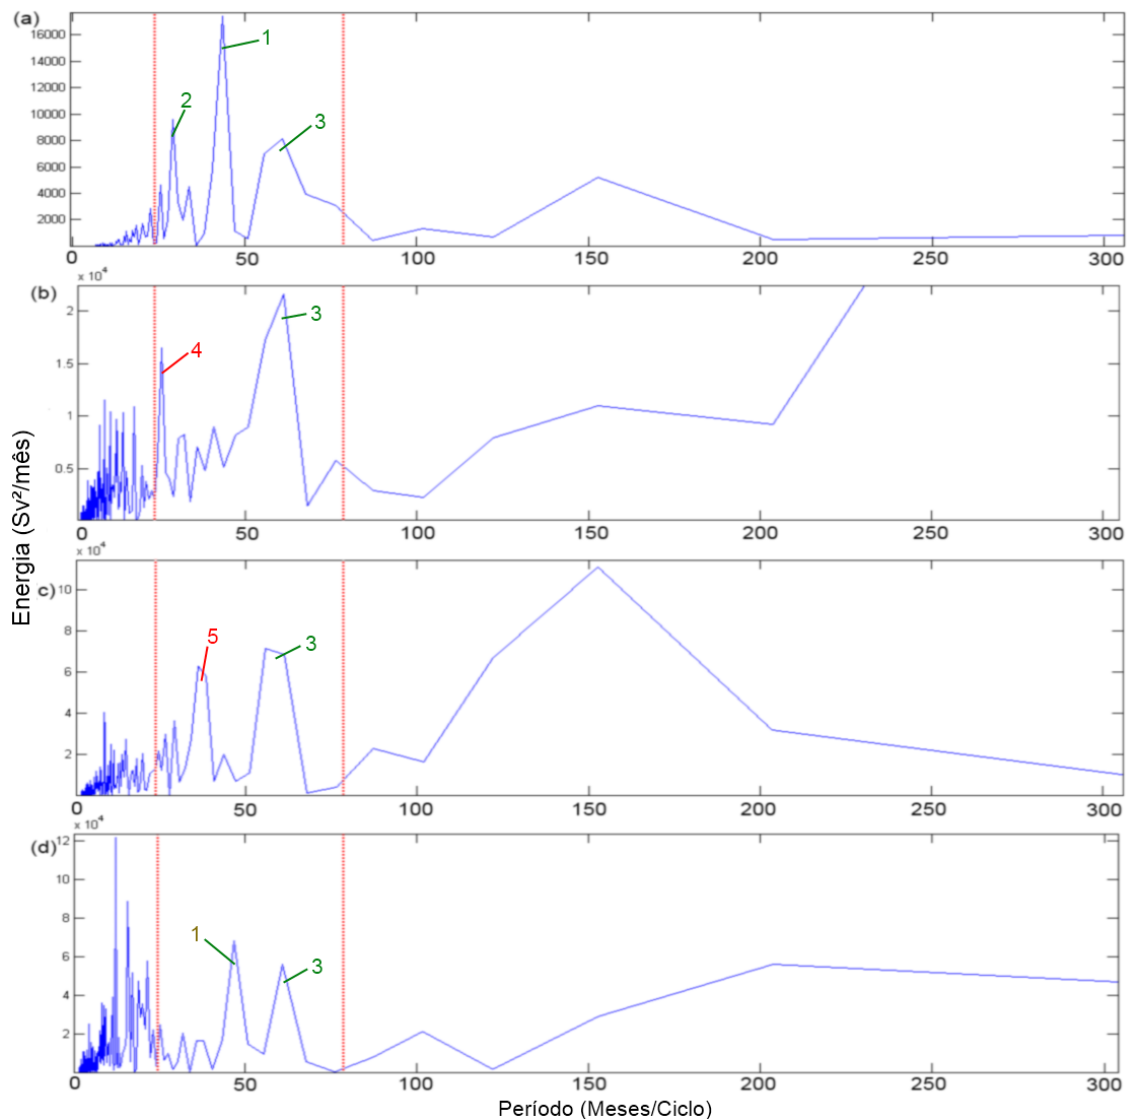 (a)
16000
14000
12000
10000
8000
6000
4000
2000
1
2
3
0 50 100 150 200 250 300
x 10⁴
(b)
2
1.5
1
0.5
3
4
0 50 100 150 200 250 300
x 10⁴
c)
10
8
6
4
2
5
3
0 50 100 150 200 250 300
x 10⁴
(d)
12
10
8
6
4
2
1
3
0 50 100 150 200 250 300
Energia (Sv²/mês)
Período (Meses/Ciclo)